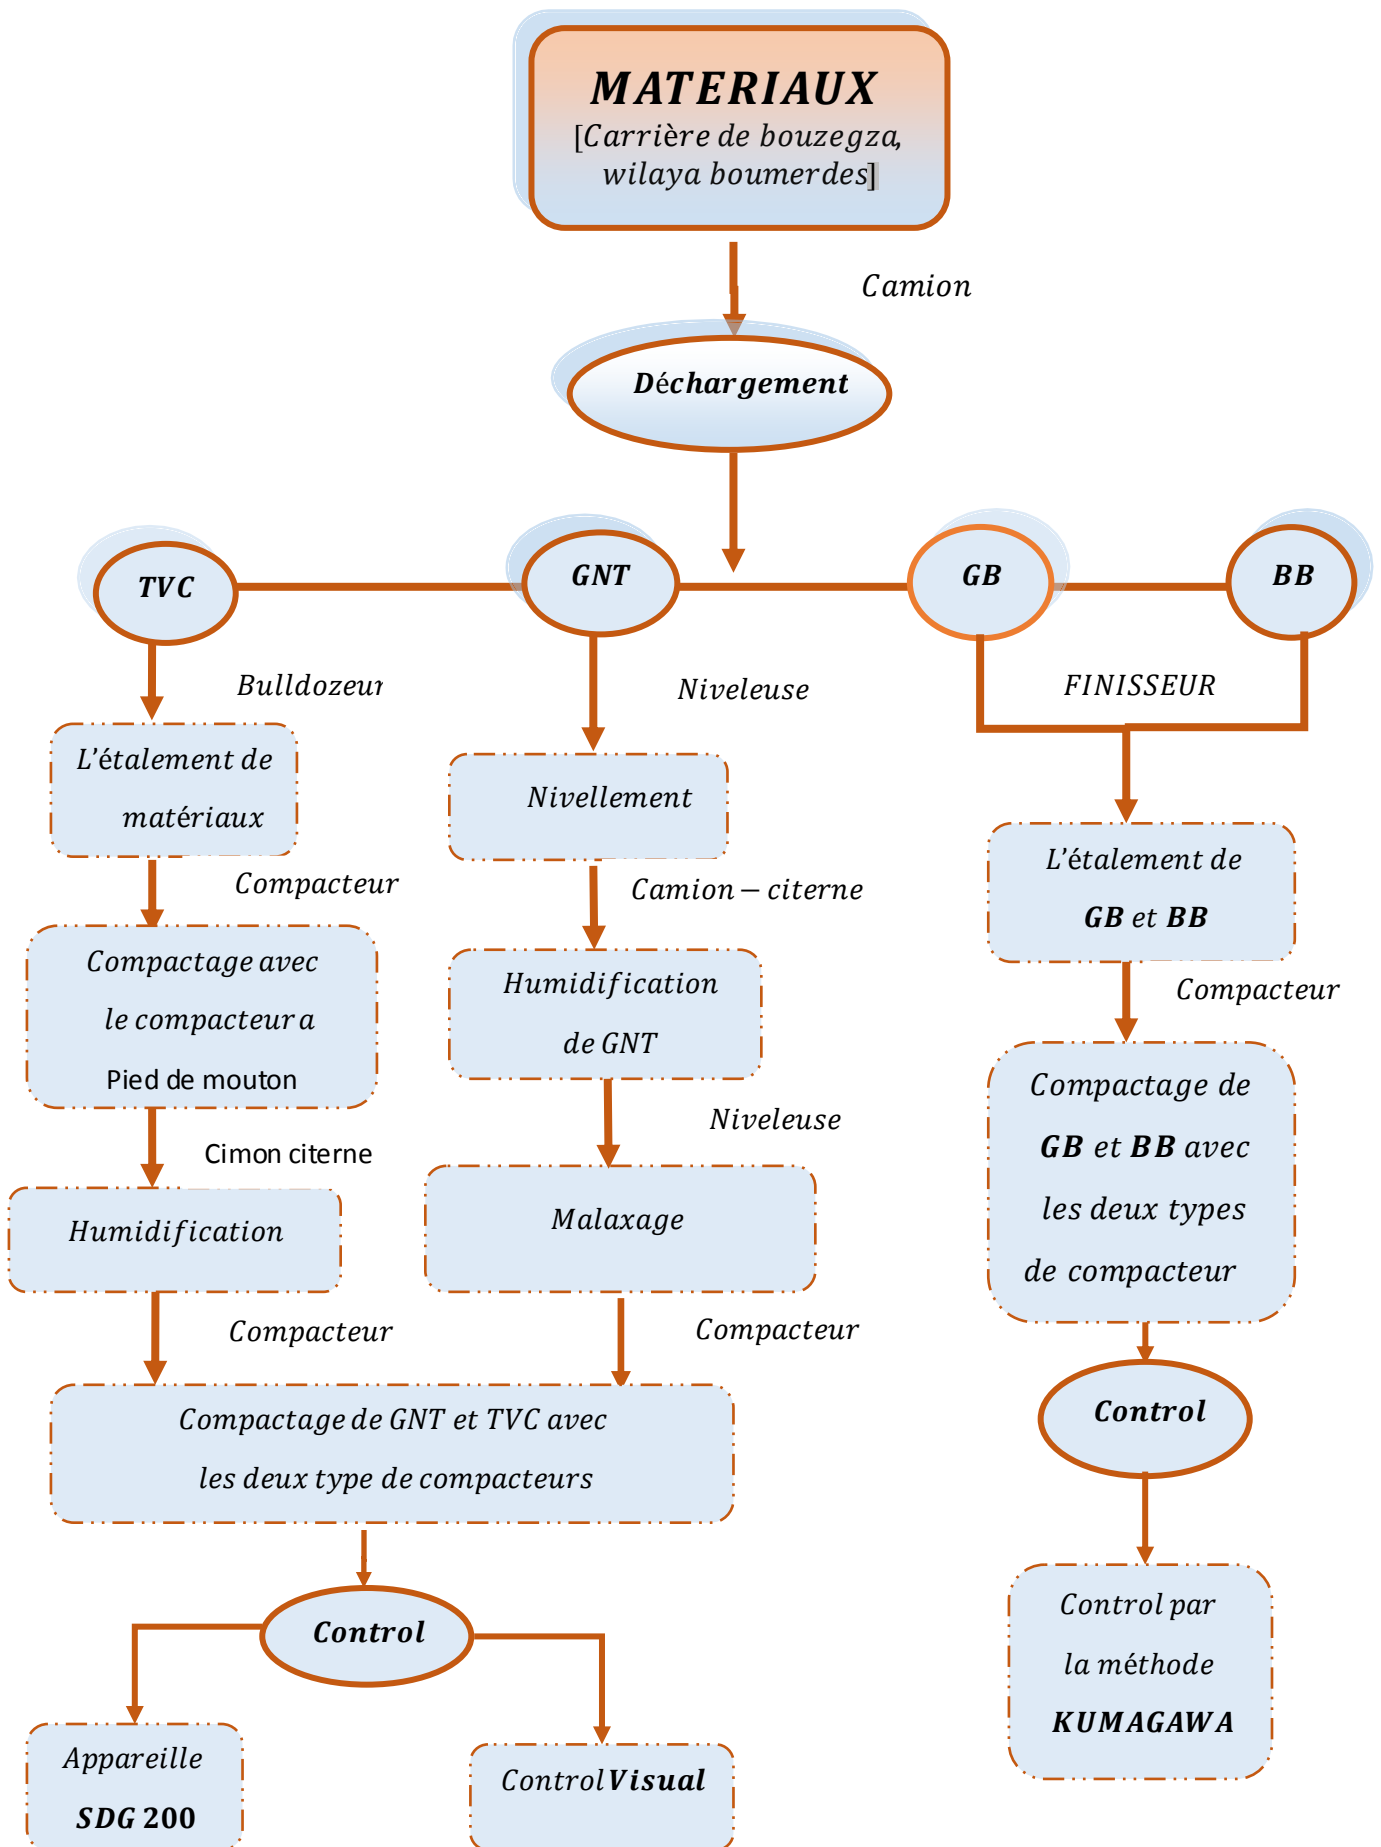 MATERIAUX
[Carrière de bouzegza,
wilaya boumerdes]
Camion
Déchargement
TVC
GNT
GB
BB
Bulldozeur
Niveleuse
FINISSEUR
L'étalement de
matériaux
Nivellement
L'étalement de
GB et BB
Compacteur
Camion – citerne
Compactage avec
le compacteur a
Pied de mouton
Humidification
de GNT
Compacteur
Cimon citerne
Niveleuse
Compactage de
GB et BB avec
les deux types
de compacteur
Humidification
Malaxage
Compacteur
Compacteur
Compactage de GNT et TVC avec
les deux type de compacteurs
Control
Control
Control par
la méthode
KUMAGAWA
Appareille
SDG 200
Control Visual